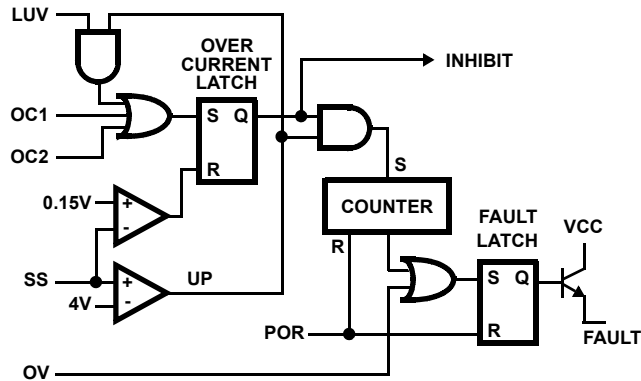 LUV
OVER
CURRENT
LATCH
INHIBIT
OC1
S Q
OC2
R
S
0.15V
+
-
COUNTER
FAULT
LATCH
VCC
R
SS
+
UP
4V
-
S Q
POR
R
FAULT
OV